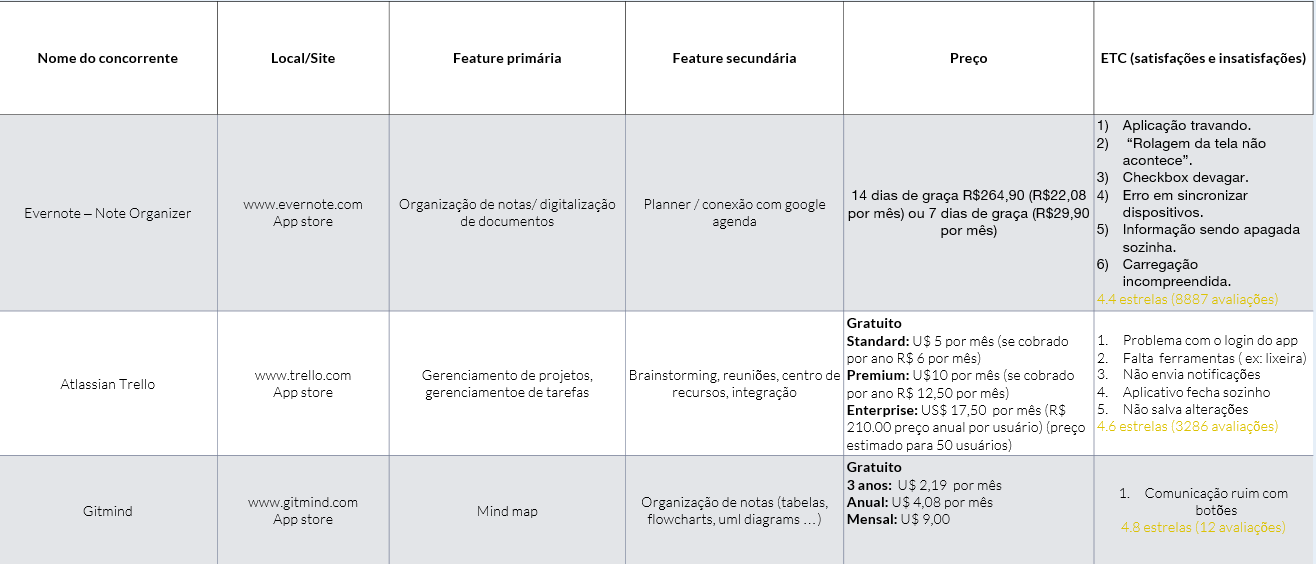 Nome do concorrente
Local/Site
Feature primária
Feature secundária
Preço
ETC (satisfações e insatisfações)
Evernote – Note Organizer
www.evernote.com
App store
Organização de notas/ digitalização
de documentos
Planner / conexão com google
agenda
14 dias de graça R$264,90 (R$22,08
por mês) ou 7 dias de graça (R$29,90
por mês)
1) Aplicação travando.
2) “Rolagem da tela não
acontece”.
3) Checkbox devagar.
4) Erro em sincronizar
dispositivos.
5) Informação sendo apagada
sozinha.
6) Carregação
incompreendida.
4.4 estrelas (8887 avaliações)
Atlassian Trello
www.trello.com
App store
Gerenciamento de projetos,
gerenciamentoe de tarefas
Brainstorming, reuniões, centro de
recursos, integração
Gratuito
Standard: U$ 5 por mês (se cobrado
por ano R$ 6 por mês)
Premium: U$10 por mês (se cobrado
por ano R$ 12,50 por mês)
Enterprise: US$ 17,50 por mês (R$
210.00 preço anual por usuário) (preço
estimado para 50 usuários)
1. Problema com o login do app
2. Falta ferramentas ( ex: lixeira)
3. Não envia notificações
4. Aplicativo fecha sozinho
5. Não salva alterações
4.6 estrelas (3286 avaliações)
Gitmind
www.gitmind.com
App store
Mind map
Organização de notas (tabelas,
flowcharts, uml diagrams ...)
Gratuito
3 anos: U$ 2,19 por mês
Anual: U$ 4,08 por mês
Mensal: U$ 9,00
1. Comunicação ruim com
botões
4.8 estrelas (12 avaliações)